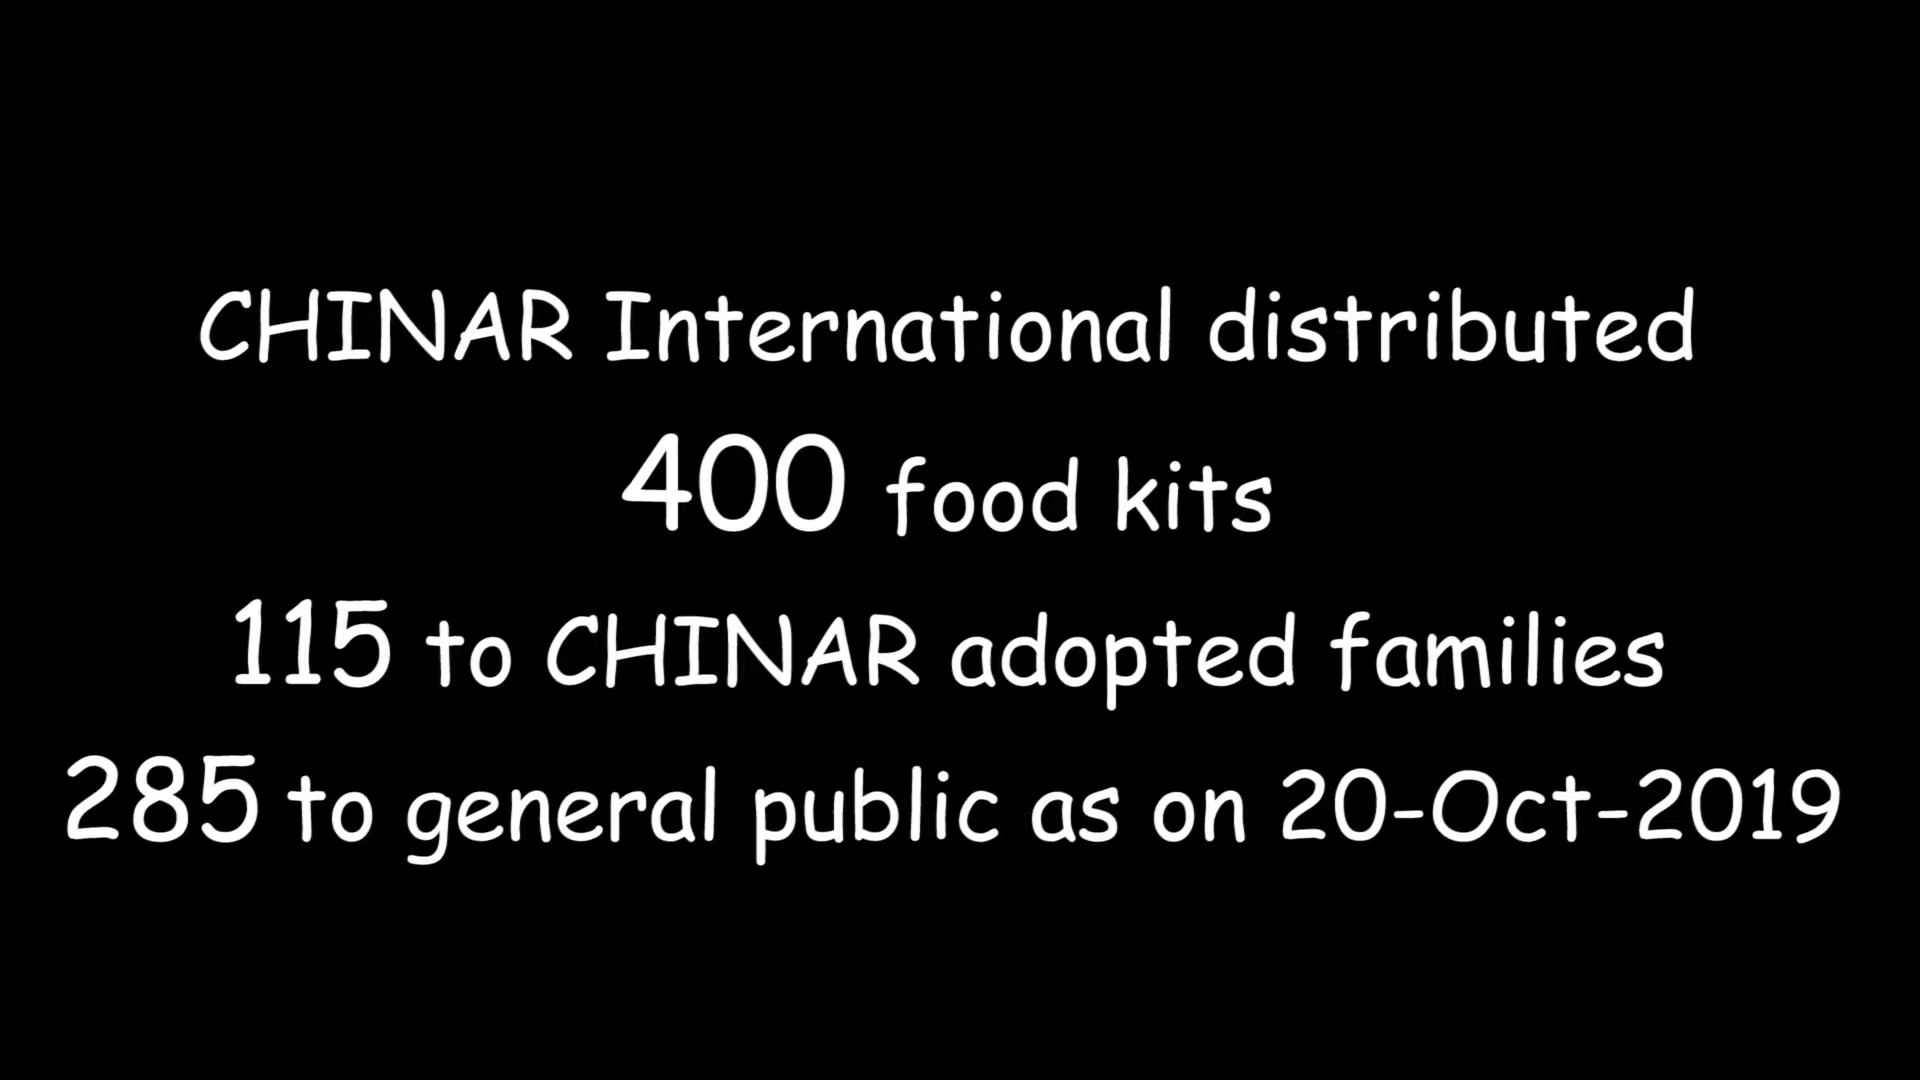 CHINAR International distributed
400 food kits
115 to CHINAR adopted families
285 to general public as on 20-Oct-2019